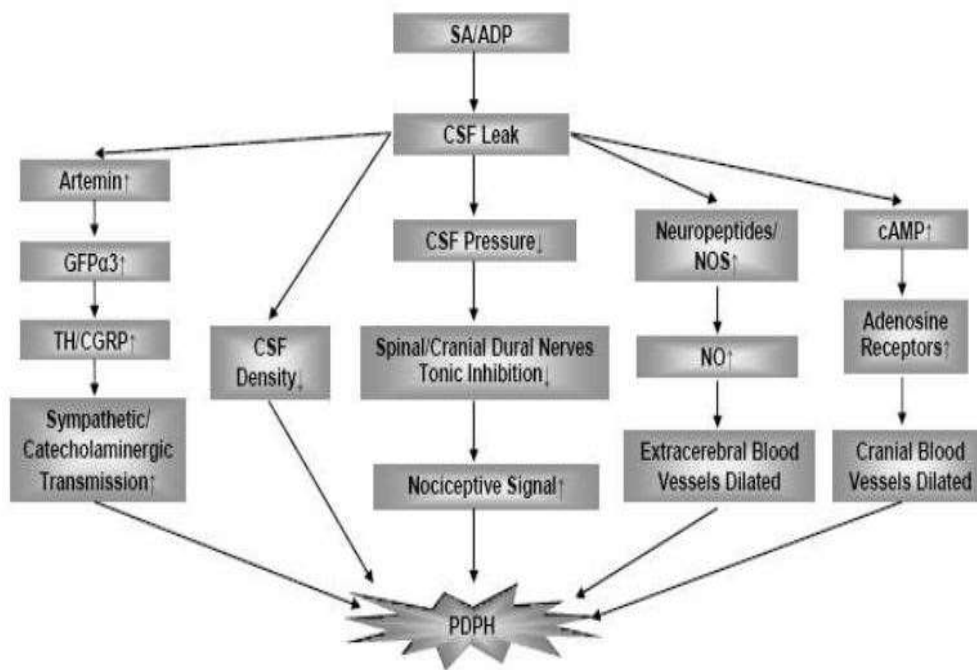 SA/ADP
CSF Leak
Artemin↑
GFPα3↑
TH/CGRP↑
Sympathetic/
Catecholaminergic
Transmission↑
CSF
Density↓
CSF Pressure↓
Spinal/Cranial Dural Nerves
Tonic Inhibition↓
Nociceptive Signal↑
Neuropeptides/
NOS↑
NO↑
Extracerebral Blood
Vessels Dilated
cAMP↑
Adenosine
Receptors↑
Cranial Blood
Vessels Dilated
PDPH